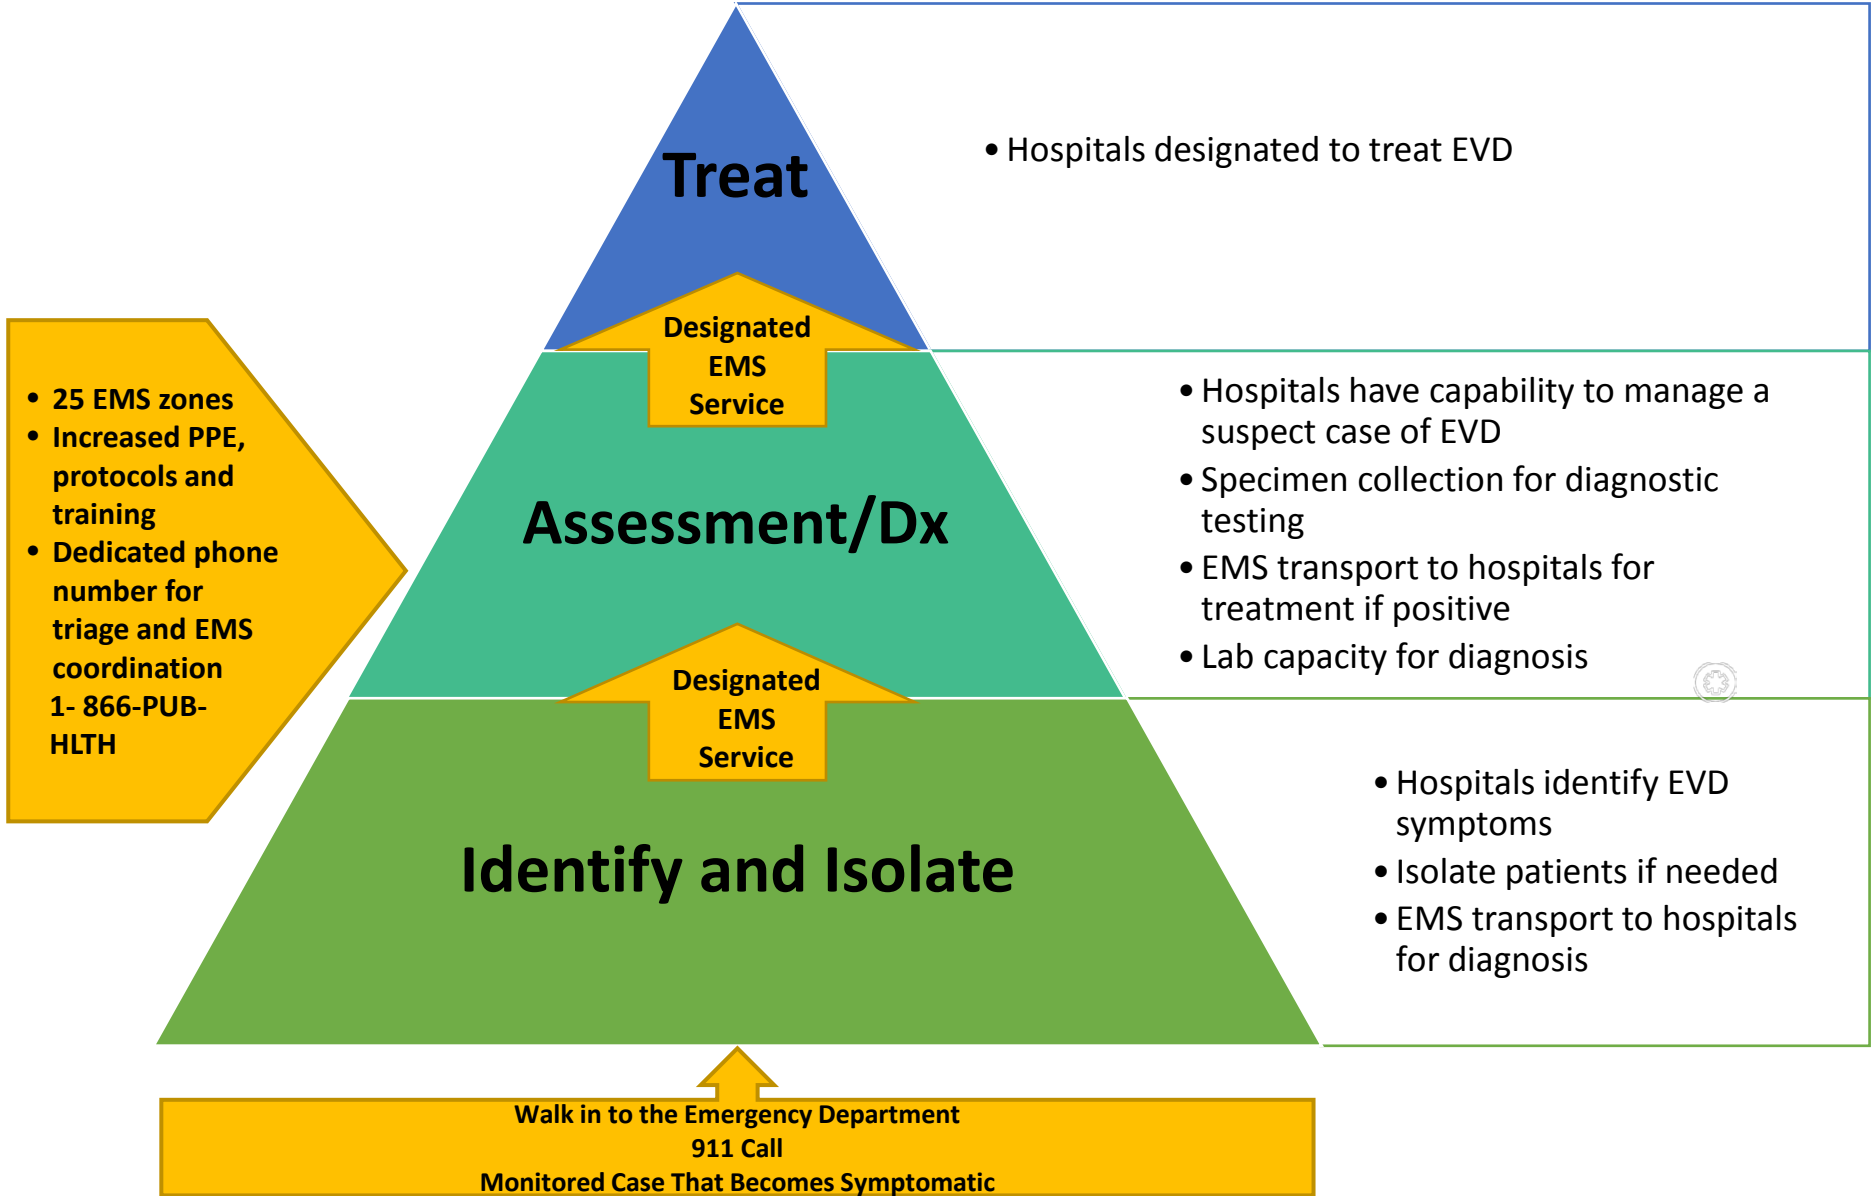 Treat
• Hospitals designated to treat EVD
Designated
EMS
Service
• 25 EMS zones
• Increased PPE,
protocols and
training
• Dedicated phone
number for
triage and EMS
coordination
1- 866-PUB-
HLTH
Assessment/Dx
• Hospitals have capability to manage a
suspect case of EVD
• Specimen collection for diagnostic
testing
• EMS transport to hospitals for
treatment if positive
• Lab capacity for diagnosis
Designated
EMS
Service
Identify and Isolate
• Hospitals identify EVD
symptoms
• Isolate patients if needed
• EMS transport to hospitals
for diagnosis
Walk in to the Emergency Department
911 Call
Monitored Case That Becomes Symptomatic